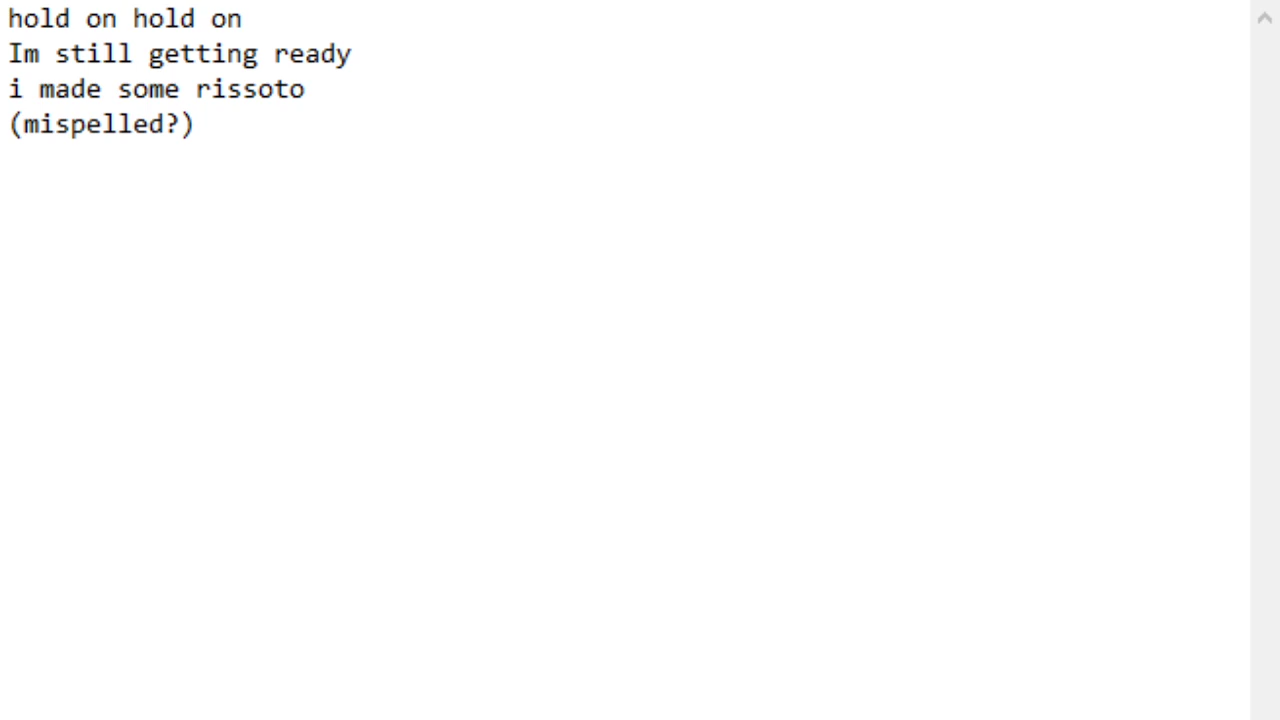 hold on hold on
Im still getting ready
i made some rissoto
(mispelled?)